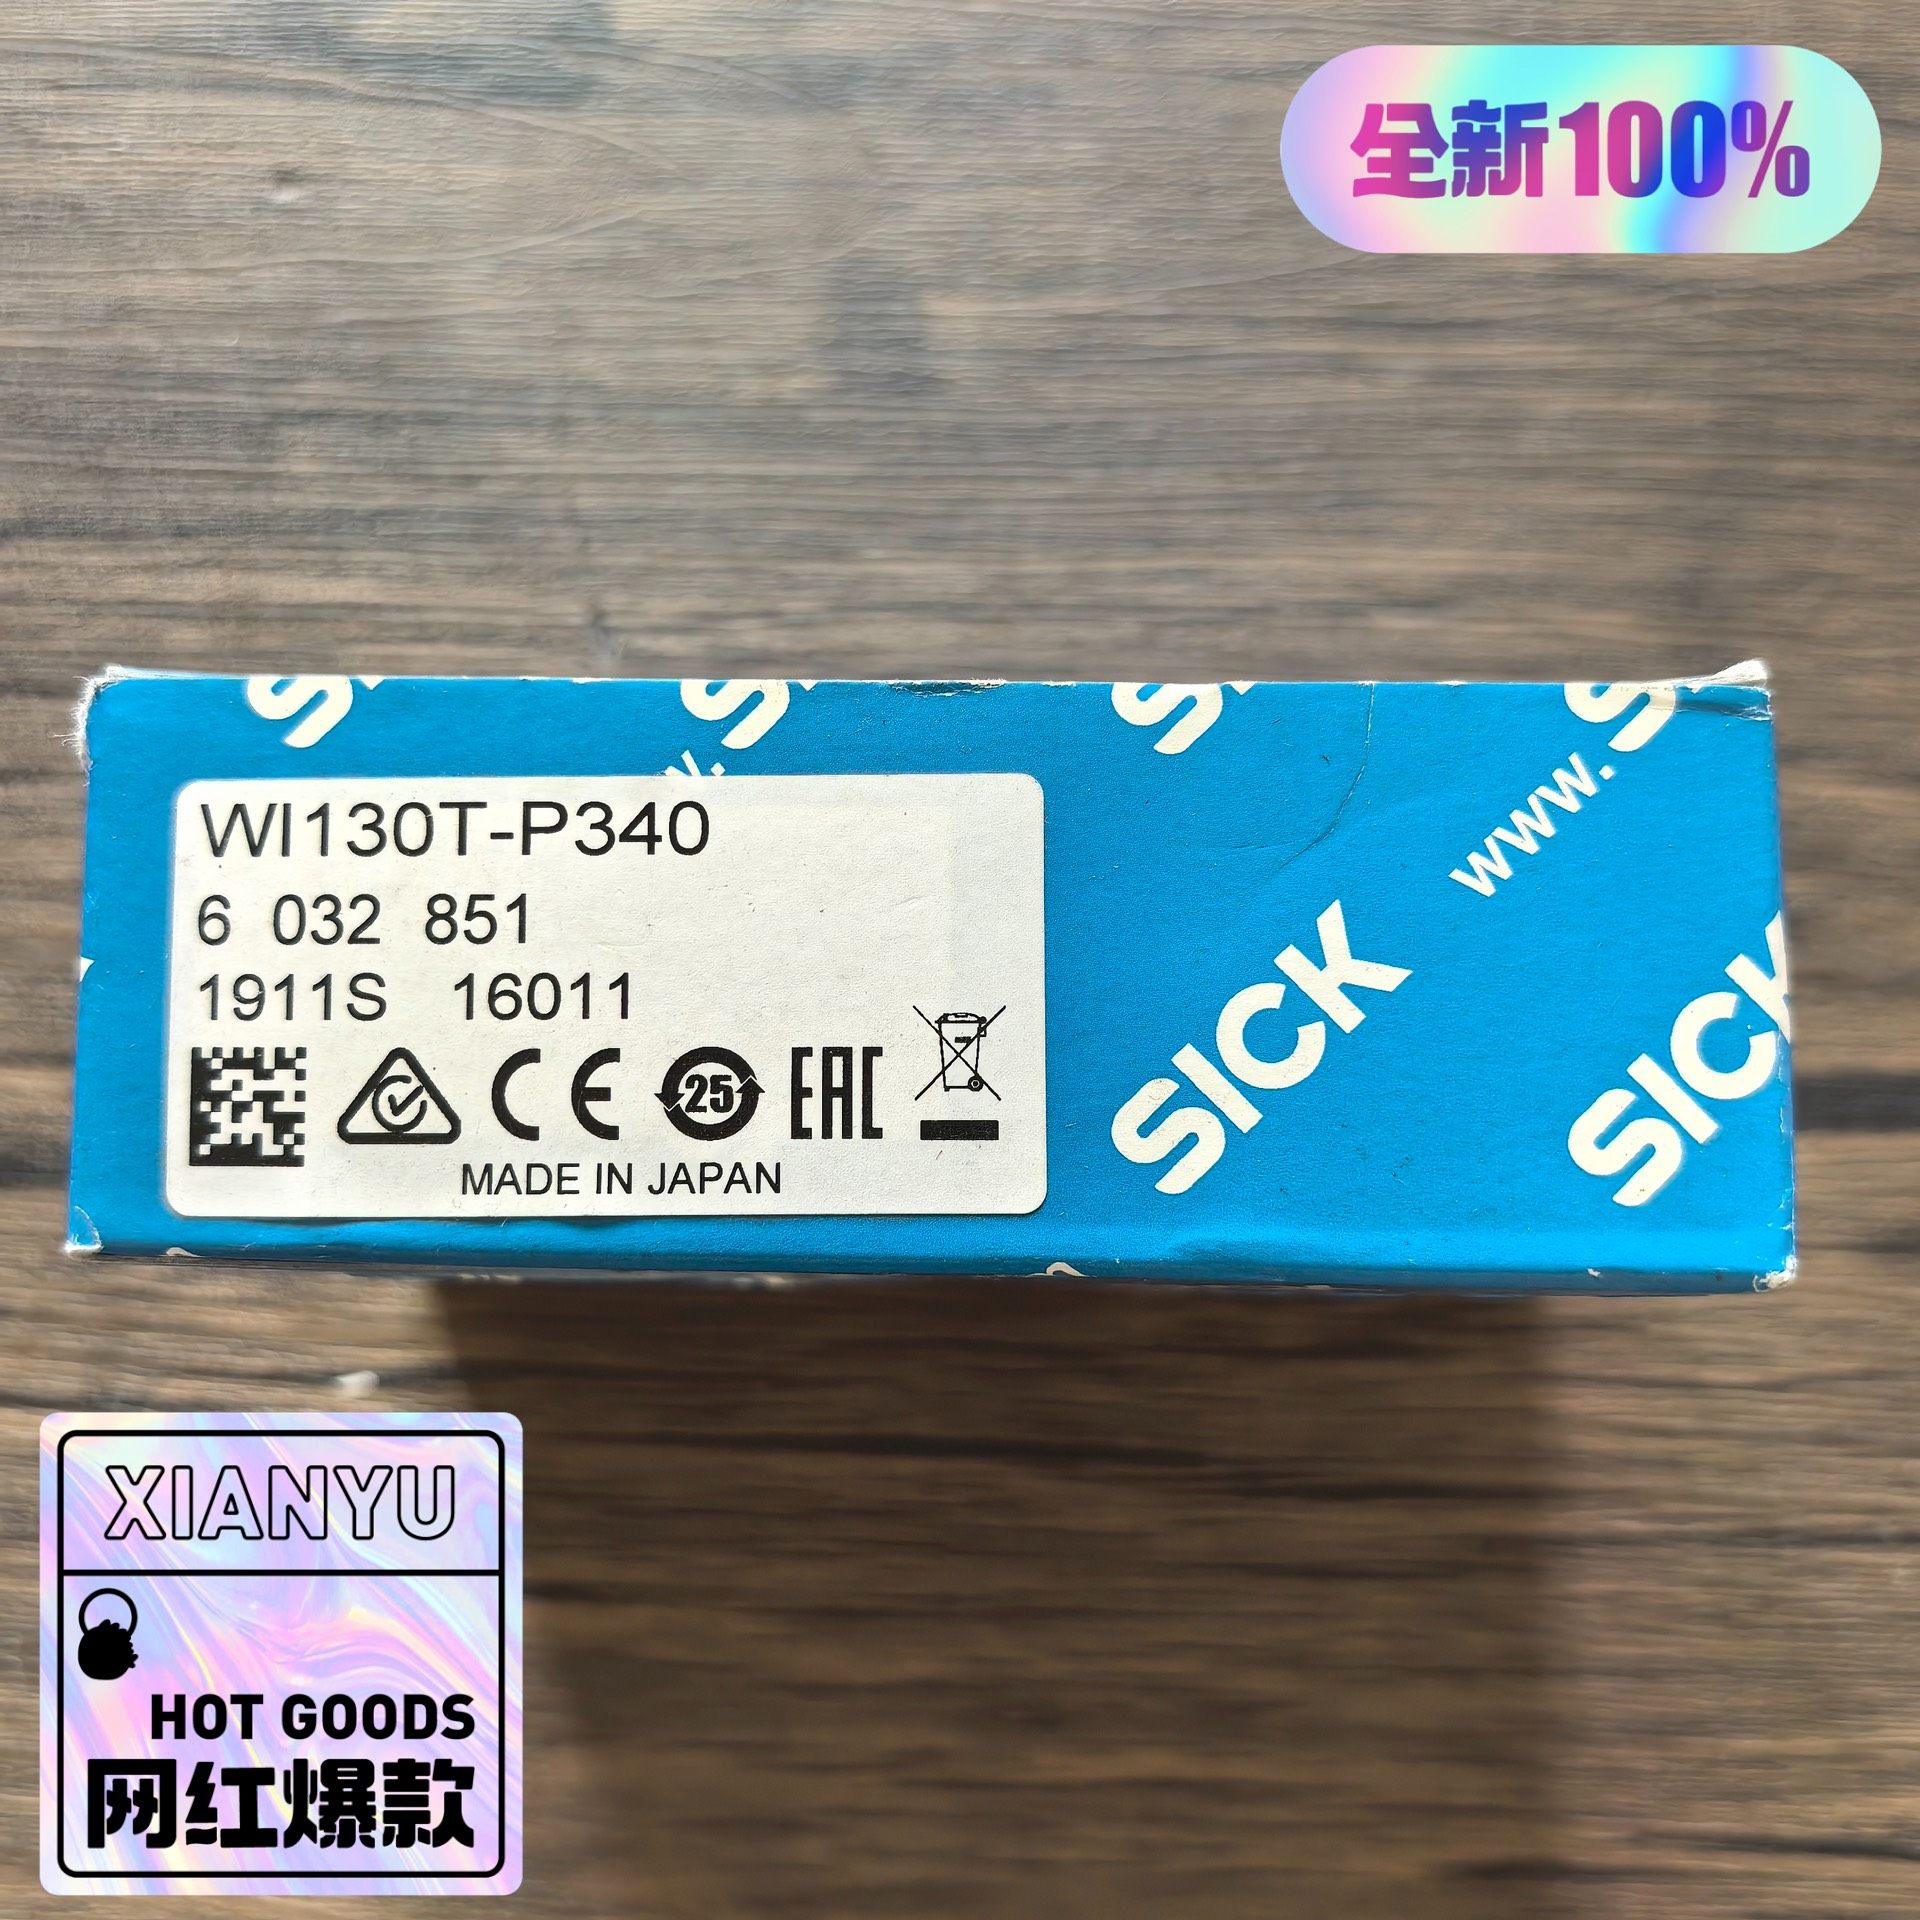 全新100%
www.
WI130T-P340
6 032 851
1911S 16011
SICK
SICK
CE
25
EAC
MADE IN JAPAN
XIANYU
HOT GOODS
网红爆款